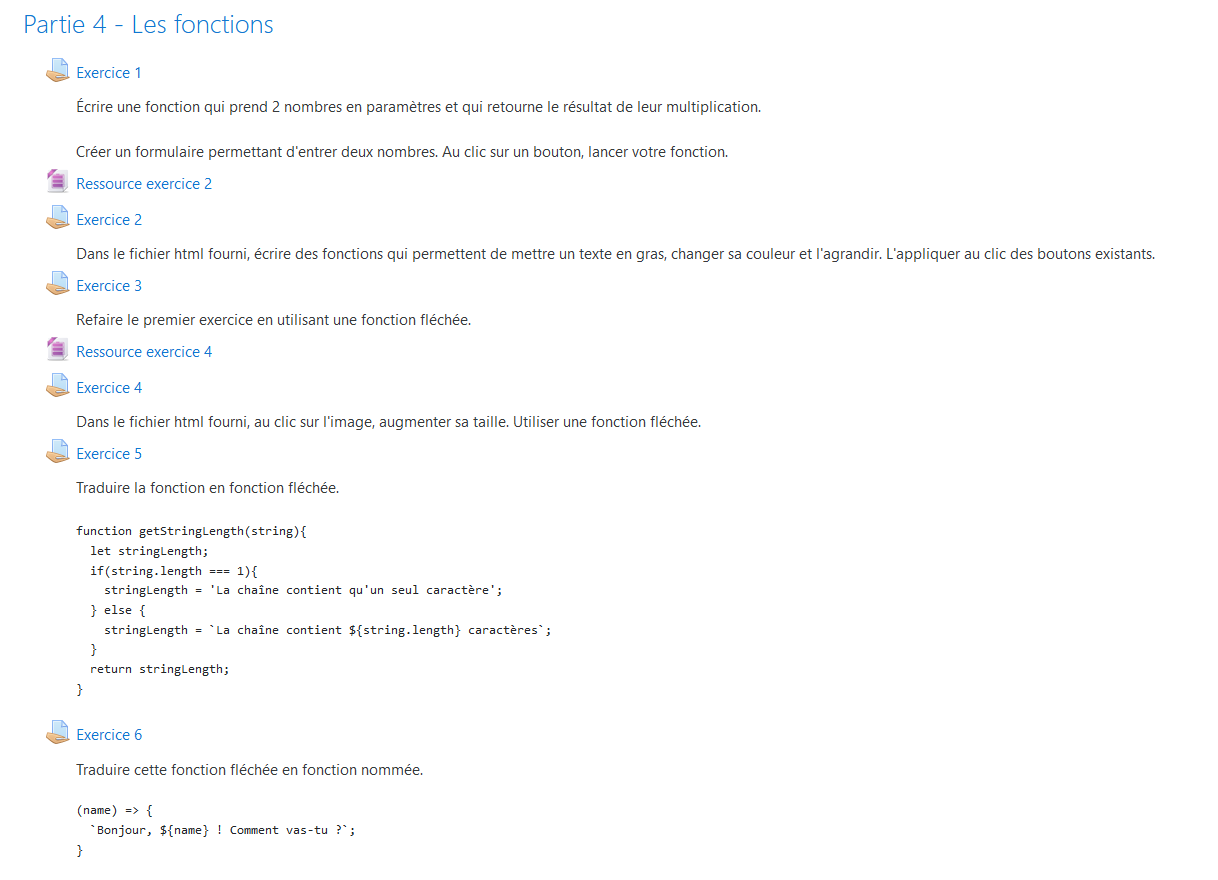 Partie 4 - Les fonctions
Exercice 1
Écrire une fonction qui prend 2 nombres en paramètres et qui retourne le résultat de leur multiplication.
Créer un formulaire permettant d'entrer deux nombres. Au clic sur un bouton, lancer votre fonction.
Ressource exercice 2
Exercice 2
Dans le fichier html fourni, écrire des fonctions qui permettent de mettre un texte en gras, changer sa couleur et l'agrandir. L'appliquer au clic des boutons existants.
Exercice 3
Refaire le premier exercice en utilisant une fonction fléchée.
Ressource exercice 4
Exercice 4
Dans le fichier html fourni, au clic sur l'image, augmenter sa taille. Utiliser une fonction fléchée.
Exercice 5
Traduire la fonction en fonction fléchée.
function getStringLength(string){
  let stringLength;
  if(string.length === 1){
    stringLength = 'La chaîne contient qu'un seul caractère';
  } else {
    stringLength = `La chaîne contient ${string.length} caractères`;
  }
  return stringLength;
}
Exercice 6
Traduire cette fonction fléchée en fonction nommée.
(name) => {
  `Bonjour, ${name} ! Comment vas-tu ?`;
}